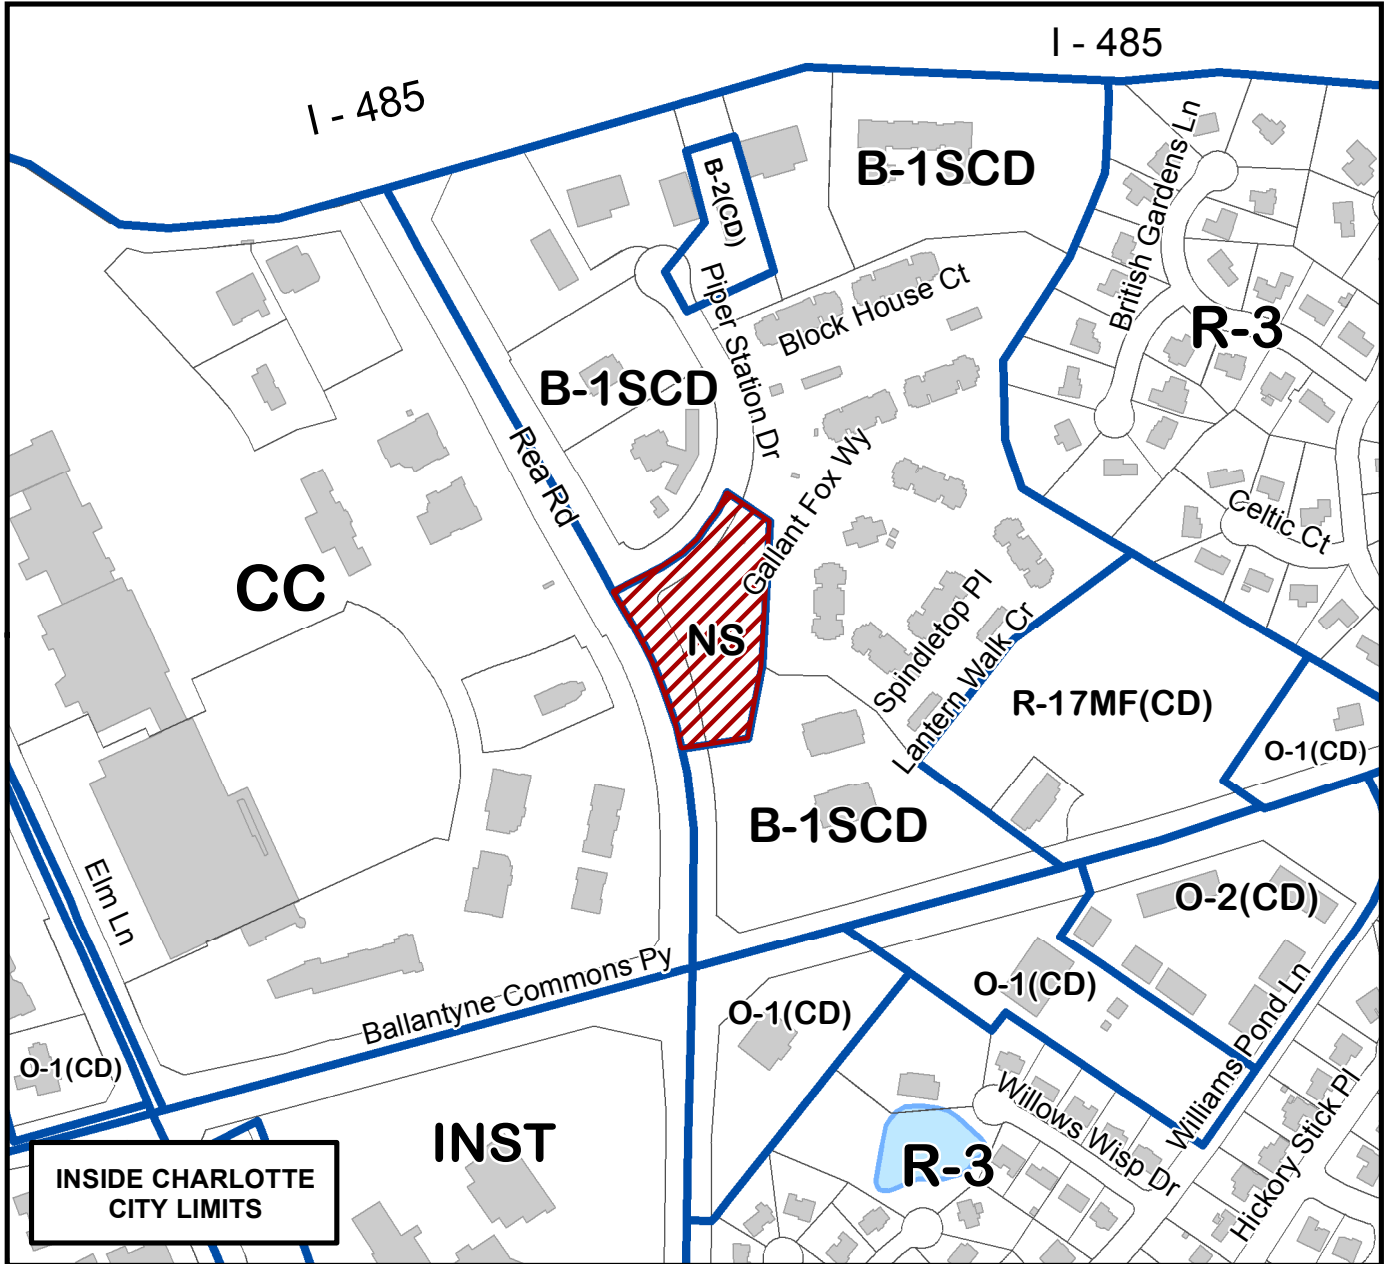 I - 485
I - 485
B-1SCD
B-2(CD)
British Gardens Ln
Piper Station Dr
Block House Ct
R-3
B-1SCD
Rea Rd
Gallant Fox Wy
Celtic Ct
CC
NS
Spindletop Pl
Lantern Walk Cr
R-17MF(CD)
O-1(CD)
B-1SCD
Elm Ln
O-2(CD)
Ballantyne Commons Py
O-1(CD)
O-1(CD)
Williams Pond Ln
O-1(CD)
Willows Wisp Dr
Hickory Stick Pl
INST
R-3
INSIDE CHARLOTTE
CITY LIMITS